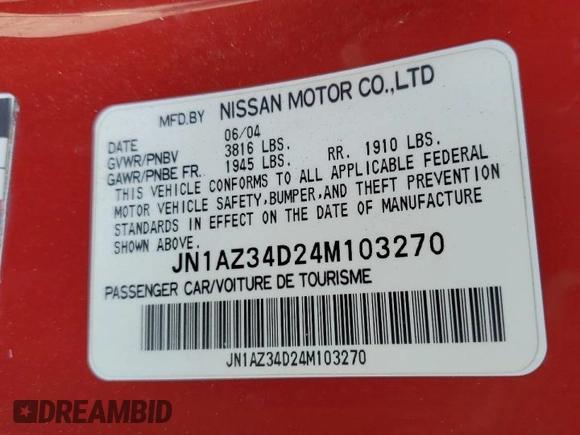 MFD.BY NISSAN MOTOR CO.,LTD
DATE 06/04
GVWR/PNBV 3816 LBS.
GAWR/PNBE FR. 1945 LBS. RR. 1910 LBS.
THIS VEHICLE CONFORMS TO ALL APPLICABLE FEDERAL
MOTOR VEHICLE SAFETY,BUMPER,AND THEFT PREVENTION
STANDARDS IN EFFECT ON THE DATE OF MANUFACTURE
SHOWN ABOVE.
JN1AZ34D24M103270
PASSENGER CAR/VOITURE DE TOURISME
JN1AZ34D24M103270
DREAMBID